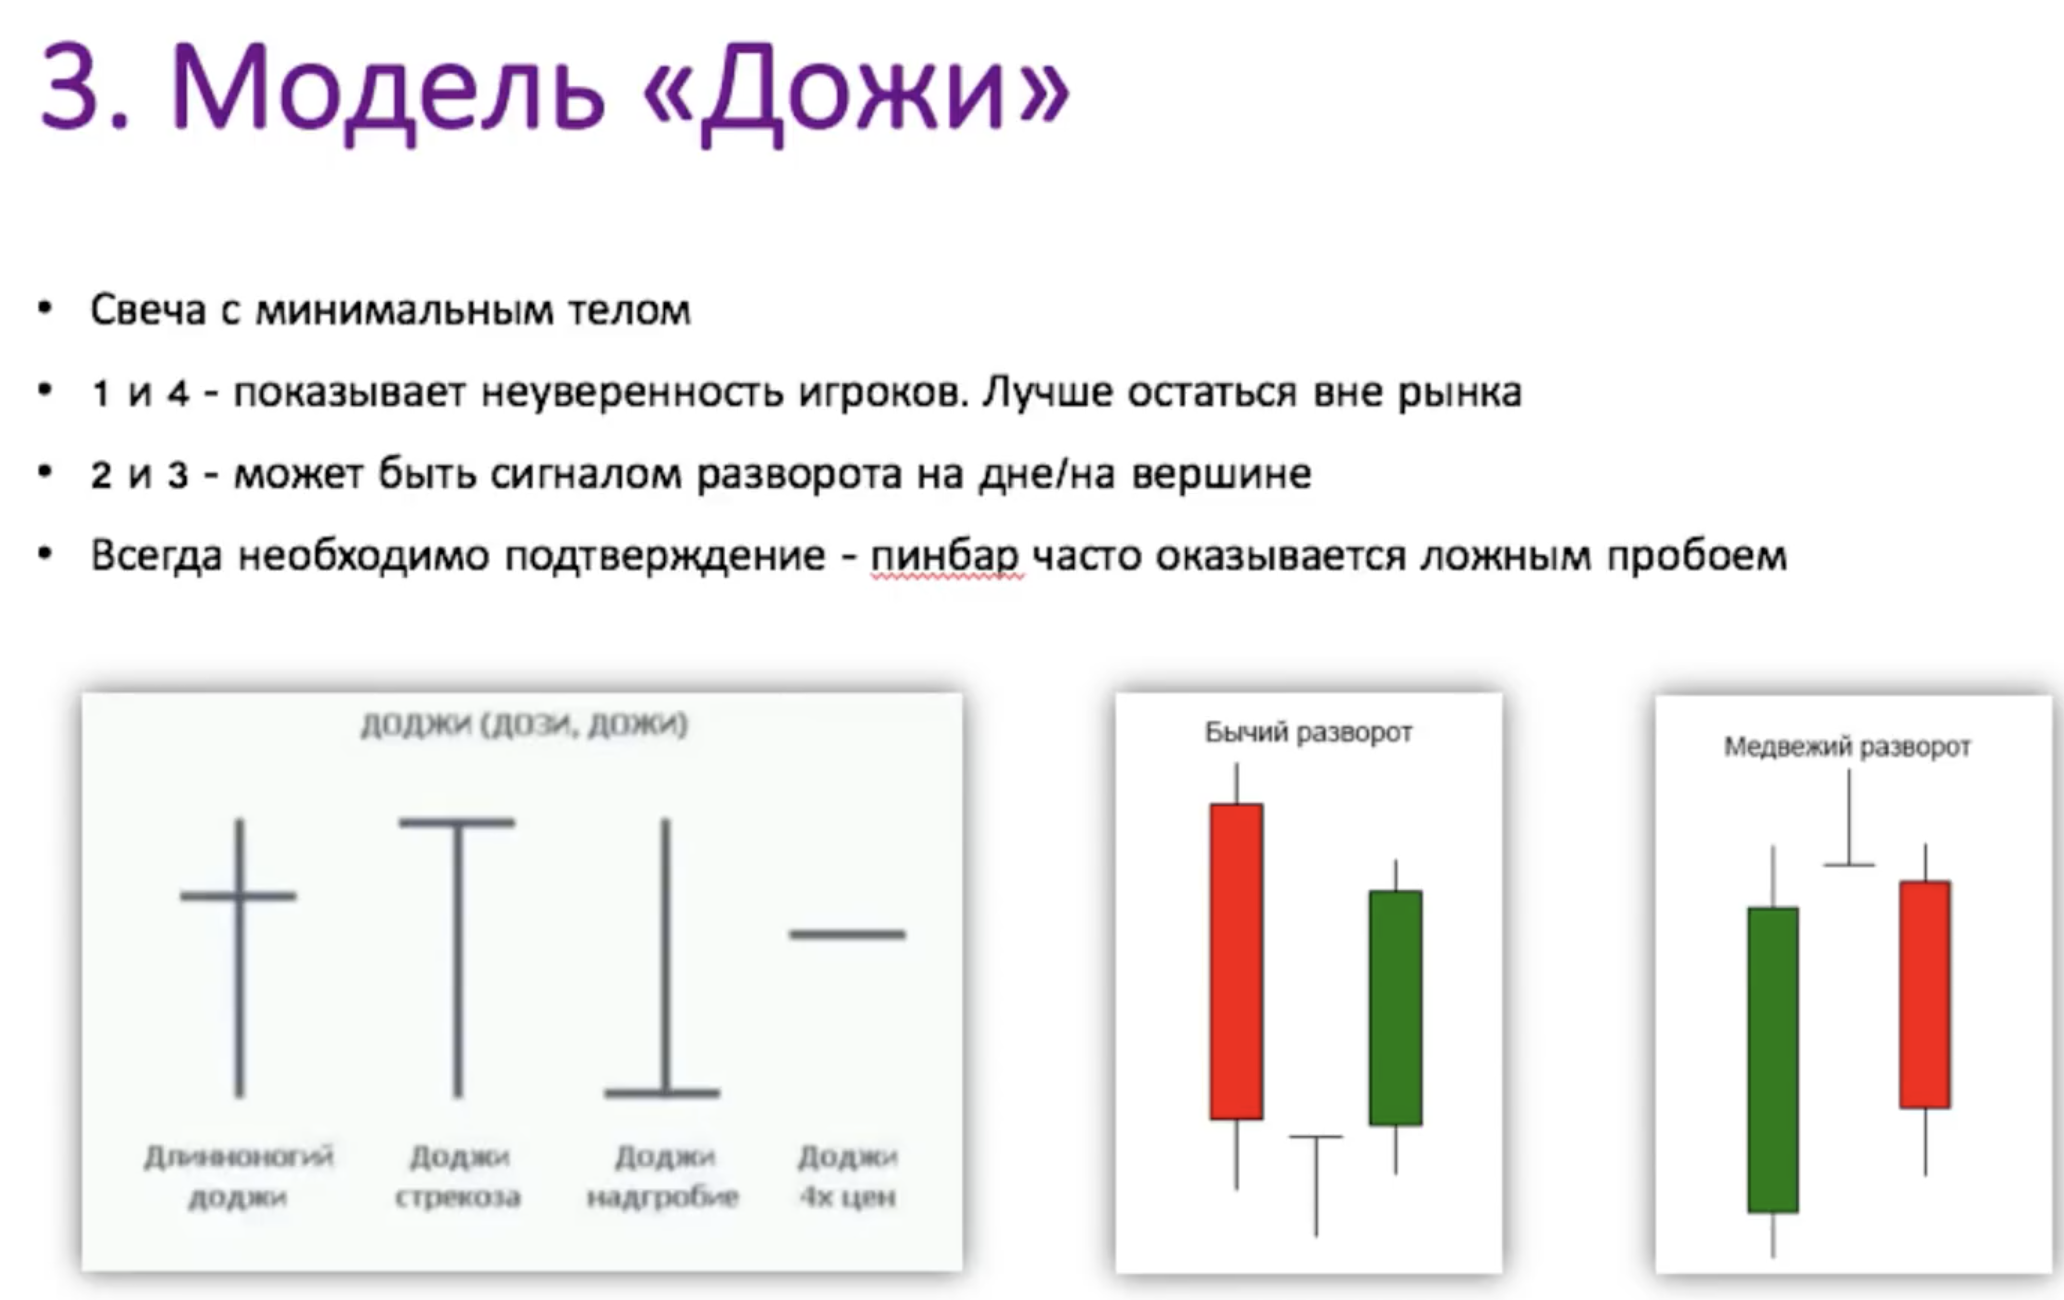 3. Модель «Дожи»
• Свеча с минимальным телом
• 1 и 4 - показывает неуверенность игроков. Лучше остаться вне рынка
• 2 и 3 - может быть сигналом разворота на дне/на вершине
• Всегда необходимо подтверждение - пинбар часто оказывается ложным пробоем
ДОДЖИ (ДОЗИ, ДОЖИ)
Длинноногий
доджи
Доджи
стрекоза
Доджи
надгробие
Доджи
4х цен
Бычий разворот
Медвежий разворот